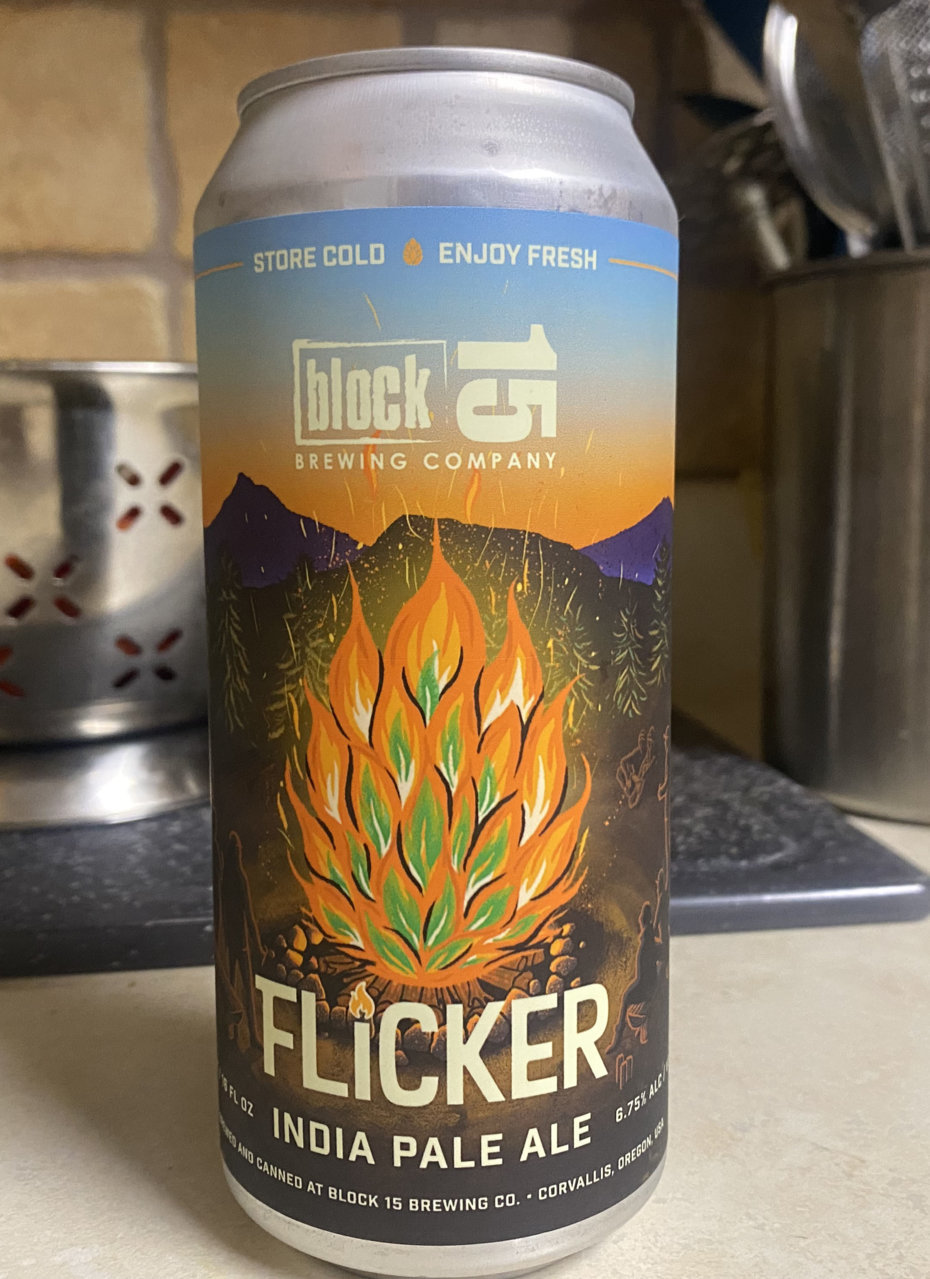 STORE COLD ENJOY FRESH
block 15
BREWING COMPANY
FLiCKER
FL OZ
6.75% ALC
INDIA PALE ALE
AND CANNED AT BLOCK 15 BREWING CO. • CORVALLIS, OREGON, USA